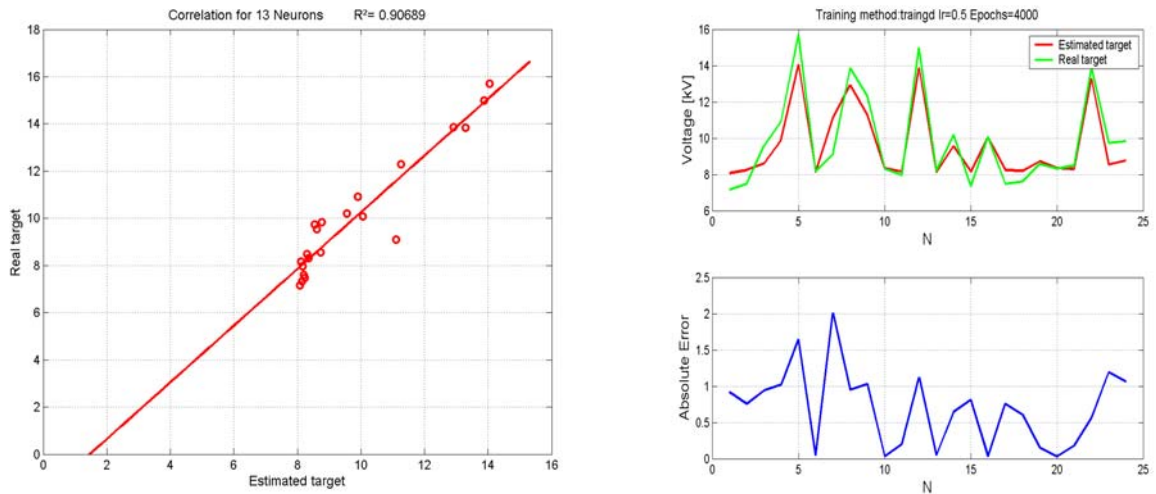 Correlation for 13 Neurons R²= 0.90689
18
16
14
12
10
8
6
4
2
0
Real target
0 2 4 6 8 10 12 14 16
Estimated target
Training method:traingd lr=0.5 Epochs=4000
16
14
12
10
8
6
Voltage [kV]
Estimated target
Real target
0 5 10 15 20 25
N
2.5
2
1.5
1
0.5
0
Absolute Error
0 5 10 15 20 25
N